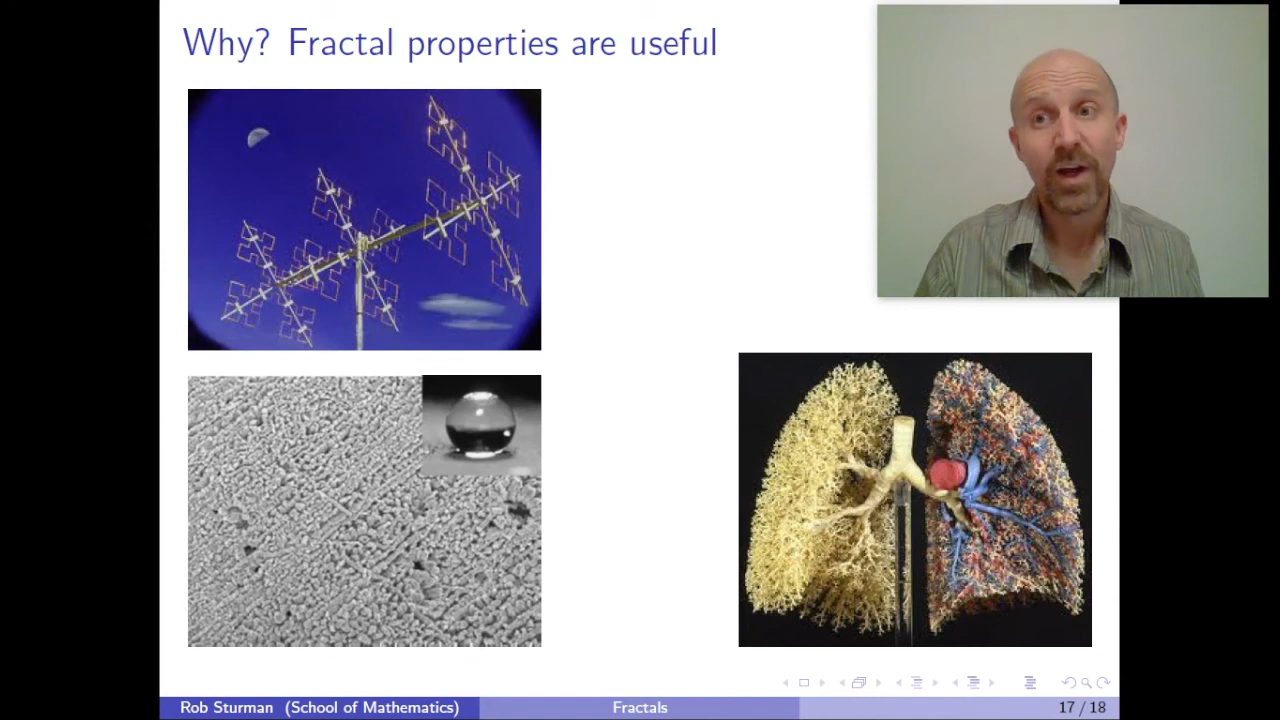 Why? Fractal properties are useful
Rob Sturman (School of Mathematics)
Fractals
17 / 18